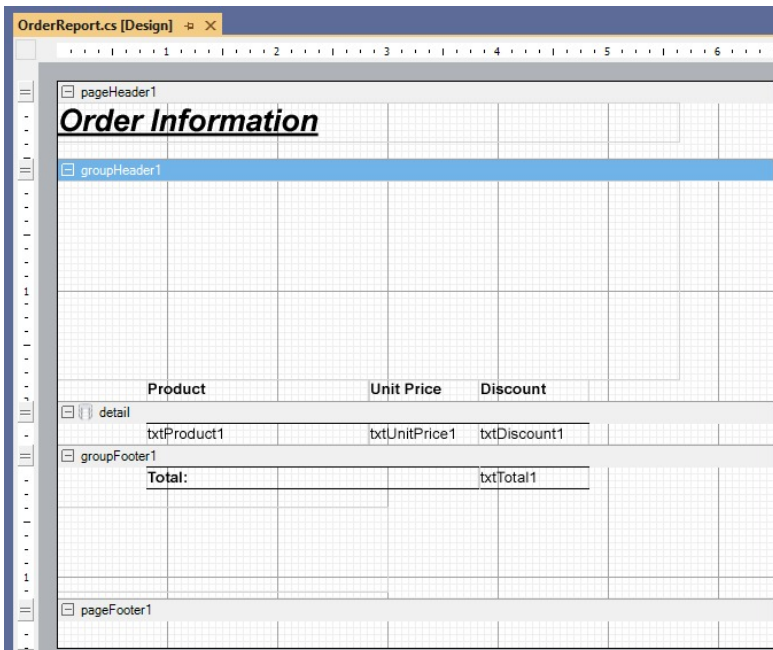 OrderReport.cs [Design]
1 2 3 4 5 6
pageHeader1
Order Information
groupHeader1
1
Product Unit Price Discount
detail
txtProduct1 txtUnitPrice1 txtDiscount1
groupFooter1
Total: txtTotal1
1
pageFooter1